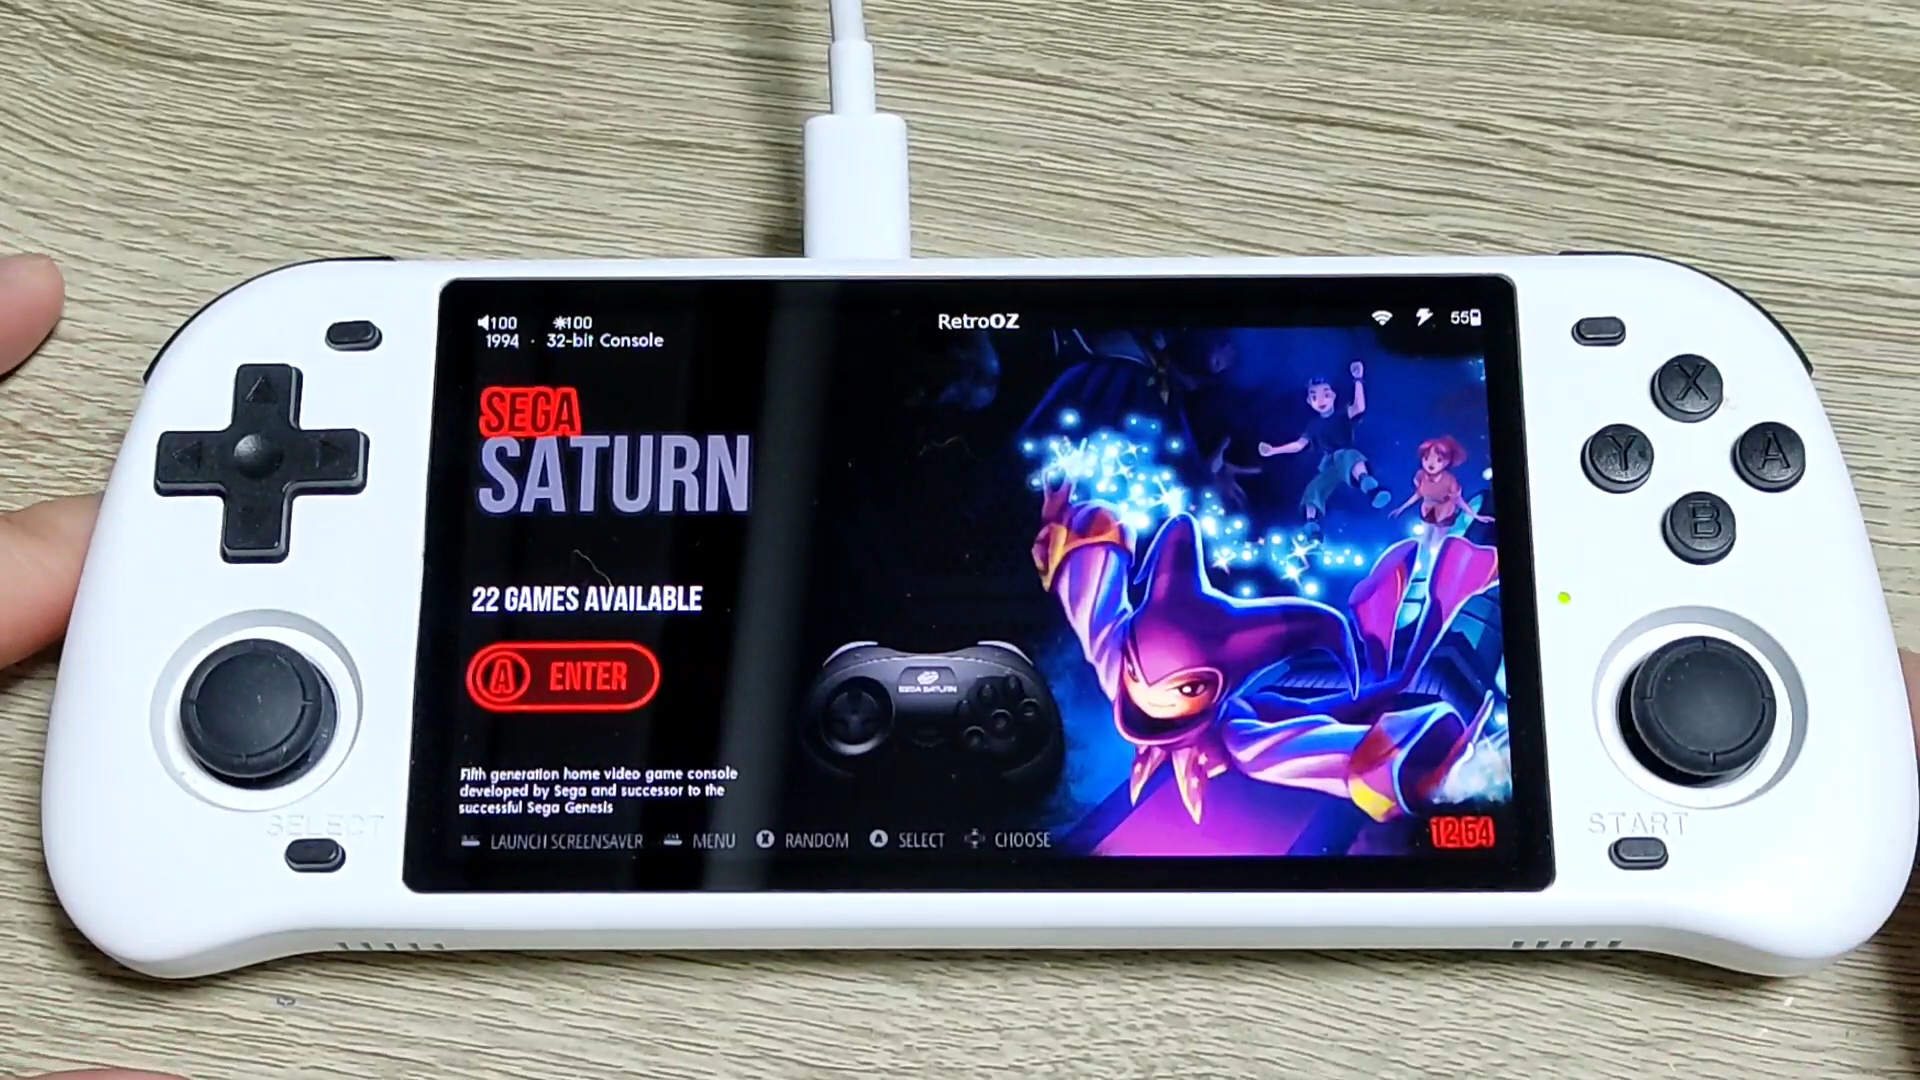 100 100 RetroOZ 55
1994 · 32-bit Console
SEGA
SATURN
22 GAMES AVAILABLE
A ENTER
SEGA SATURN
Fifth generation home video game console
developed by Sega and successor to the
successful Sega Genesis
LAUNCH SCREENSAVER MENU X RANDOM A SELECT CHOOSE
12:54
X
Y A
B
SELECT
START